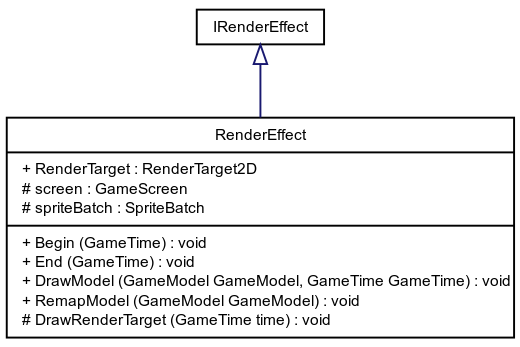 IRenderEffect
RenderEffect
+ RenderTarget : RenderTarget2D
# screen : GameScreen
# spriteBatch : SpriteBatch
+ Begin (GameTime) : void
+ End (GameTime) : void
+ DrawModel (GameModel GameModel, GameTime GameTime) : void
+ RemapModel (GameModel GameModel) : void
# DrawRenderTarget (GameTime time) : void